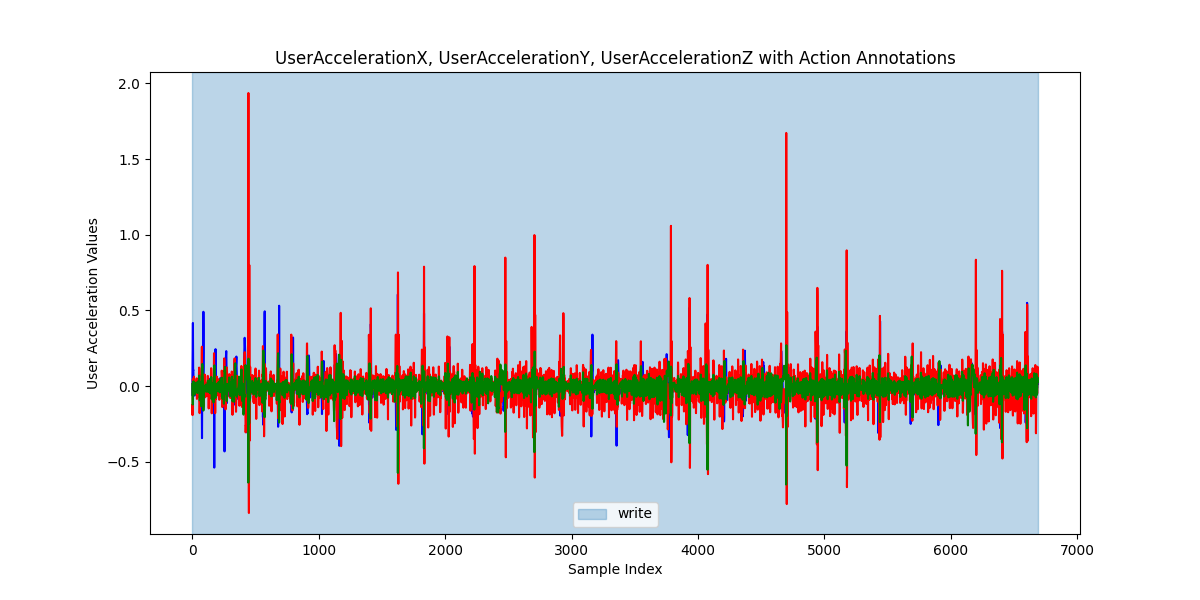 UserAccelerationX, UserAccelerationY, UserAccelerationZ with Action Annotations
User Acceleration Values
2.0
1.5
1.0
0.5
0.0
−0.5
write
0 1000 2000 3000 4000 5000 6000 7000
Sample Index